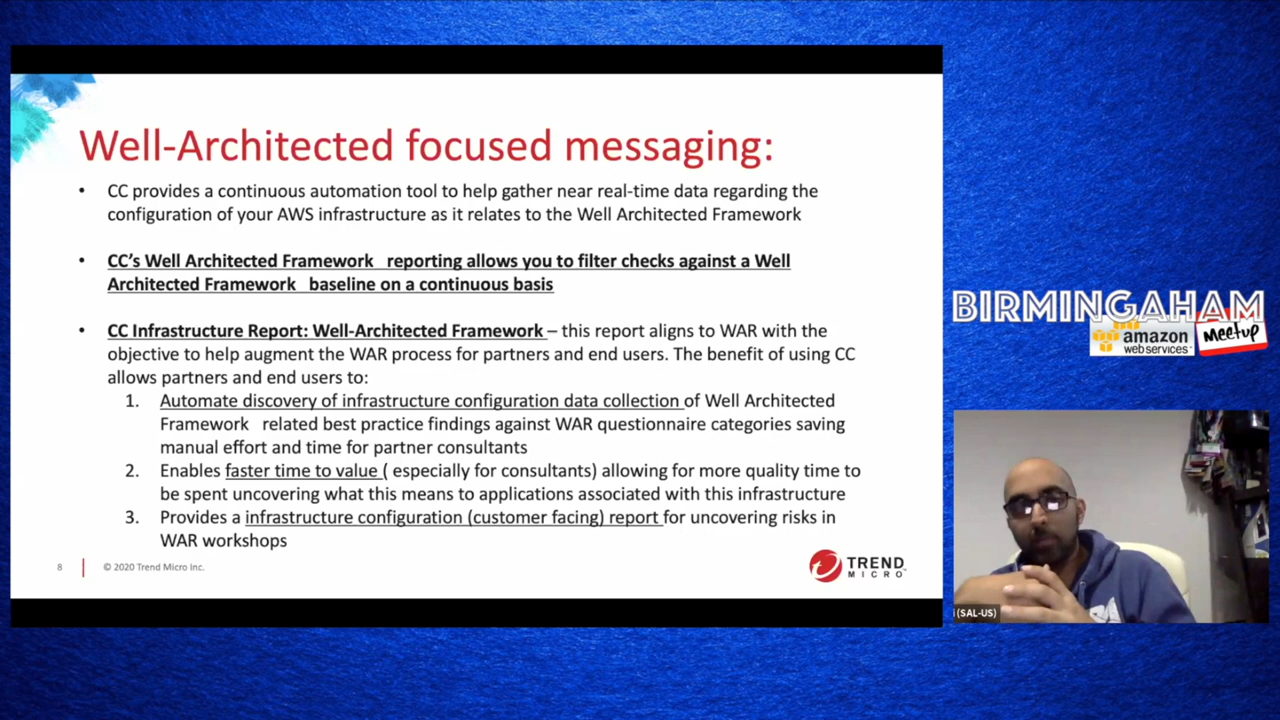 Well-Architected focused messaging:
• CC provides a continuous automation tool to help gather near real-time data regarding the
configuration of your AWS infrastructure as it relates to the Well Architected Framework
• CC's Well Architected Framework   reporting allows you to filter checks against a Well
Architected Framework   baseline on a continuous basis
• CC Infrastructure Report: Well-Architected Framework – this report aligns to WAR with the
objective to help augment the WAR process for partners and end users. The benefit of using CC
allows partners and end users to:
1. Automate discovery of infrastructure configuration data collection of Well Architected
Framework   related best practice findings against WAR questionnaire categories saving
manual effort and time for partner consultants
2. Enables faster time to value ( especially for consultants) allowing for more quality time to
be spent uncovering what this means to applications associated with this infrastructure
3. Provides a infrastructure configuration (customer facing) report for uncovering risks in
WAR workshops
8
© 2020 Trend Micro Inc.
TREND
MICRO
BIRMINGAHAM
amazon
webservices
Meetup
i (SAL-US)